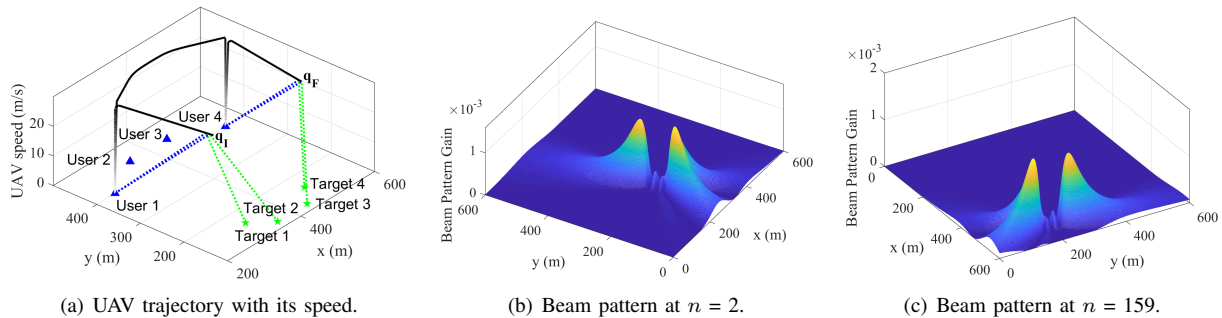 UAV speed (m/s)
20
10
0
400
300
200
y (m)
200
400
600
x (m)
q_F
q_I
User 4
User 3
User 2
User 1
Target 4
Target 3
Target 2
Target 1
(a) UAV trajectory with its speed.
×10⁻³
Beam Pattern Gain
1
0
600
400
200
0
y (m)
0
200
400
600
x (m)
(b) Beam pattern at n = 2.
×10⁻³
Beam Pattern Gain
2
1
0
0
200
400
600
x (m)
0
200
400
600
y (m)
(c) Beam pattern at n = 159.